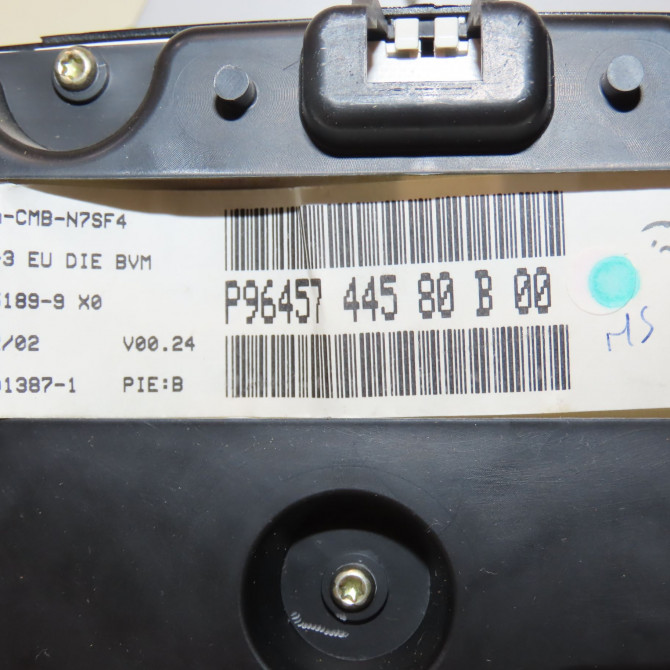 -CMB-N7SF4
-3 EU DIE BVM
189-9 X0
P96457 445 80 B 00
/02 V00.24
1387-1 PIE:B
MS